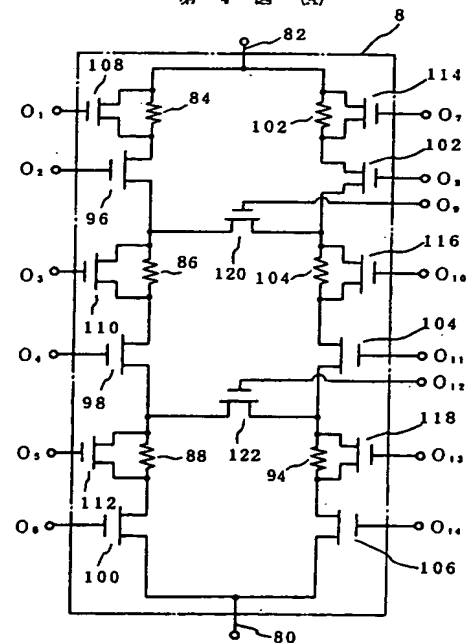 第 4 図 (A)
82
8
108
114
O₁
84
102
O₇
102
O₂
O₈
96
O₉
120
116
O₃
86
104
O₁₀
110
104
O₄
O₁₁
98
O₁₂
122
118
O₅
88
94
O₁₃
112
O₆
O₁₄
100
106
80